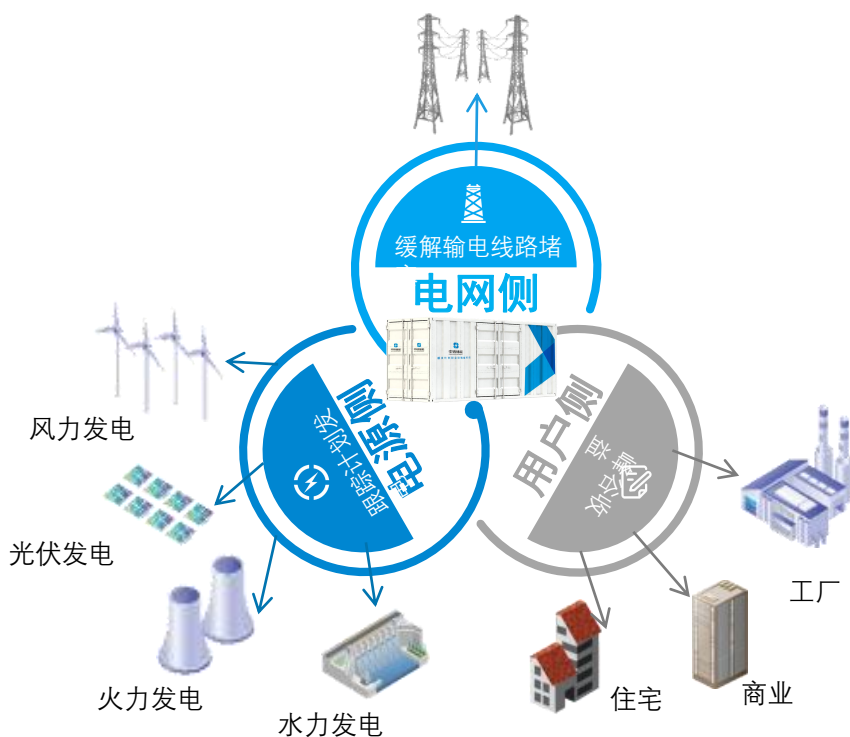 缓解输电线路堵
电网侧
电源侧
跟踪计划发
用户侧
峰谷收
益
风力发电
光伏发电
火力发电
水力发电
工厂
商业
住宅